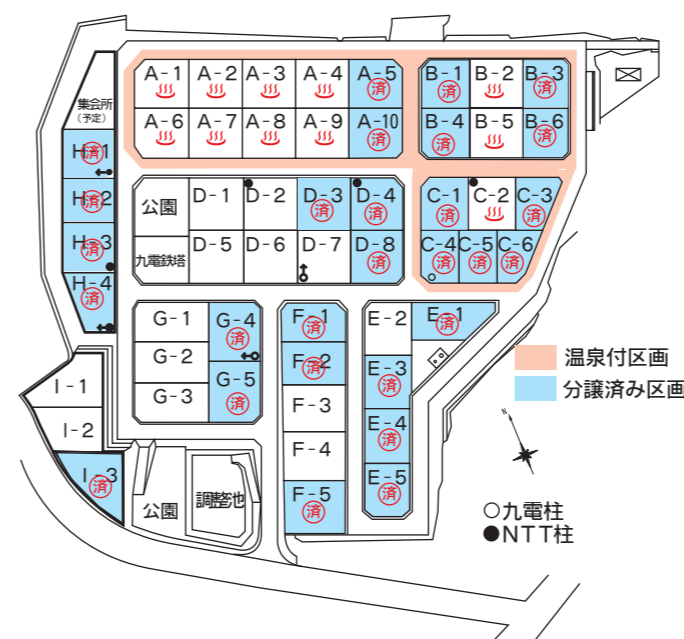 A-1 A-2 A-3 A-4 A-5 済
A-6 A-7 A-8 A-9 A-10 済
B-1 済 B-2 B-3 済
B-4 済 B-5 B-6 済
集会所
(予定)
H-1 済
H-2 済
H-3 済
H-4 済
公園 D-1 D-2 D-3 済 D-4 済
九電鉄塔 D-5 D-6 D-7 D-8 済
C-1 済 C-2 C-3 済
C-4 済 C-5 済 C-6 済
G-1 G-4 済
G-2
G-3 G-5 済
F-1 済
F-2 済
F-3
F-4
F-5 済
E-2 E-1 済
E-3 済
E-4 済
E-5 済
I-1
I-2
I-3 済
公園 調整池
温泉付区画
分譲済み区画
N
○九電柱
●NTT柱